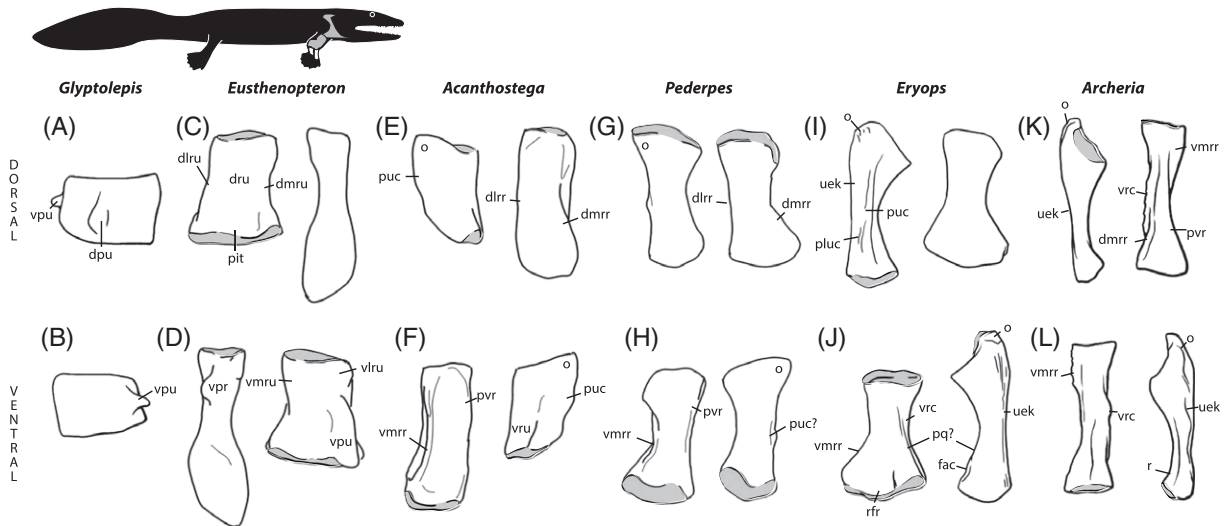 Glyptolepis Eusthenopteron Acanthostega Pederpes Eryops Archeria
(A) (C) (E) (G) (I) (K)
DORSAL
vpu
dpu
dlru
dru
dmru
pit
o
puc
dlrr
dmrr
o
dlrr
dmrr
o
uek
puc
pluc
o
uek
vmrr
vrc
dmrr
pvr
(B) (D) (F) (H) (J) (L)
VENTRAL
vpu
vpr
vmru
vlru
vpu
pvr
vmrr
o
puc
vru
o
pvr
vmrr
puc?
o
vrc
uek
vmrr
pq?
fac
rfr
o
vmrr
vrc
uek
r